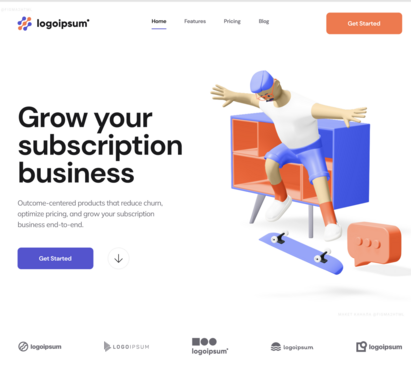 logoipsum
Home Features Pricing Blog
Get Started
Grow your
subscription
business
Outcome-centered products that reduce churn,
optimize pricing, and grow your subscription
business end-to-end.
Get Started
logoipsum
LOGOIPSUM
logoipsum
logoipsum
logoipsum